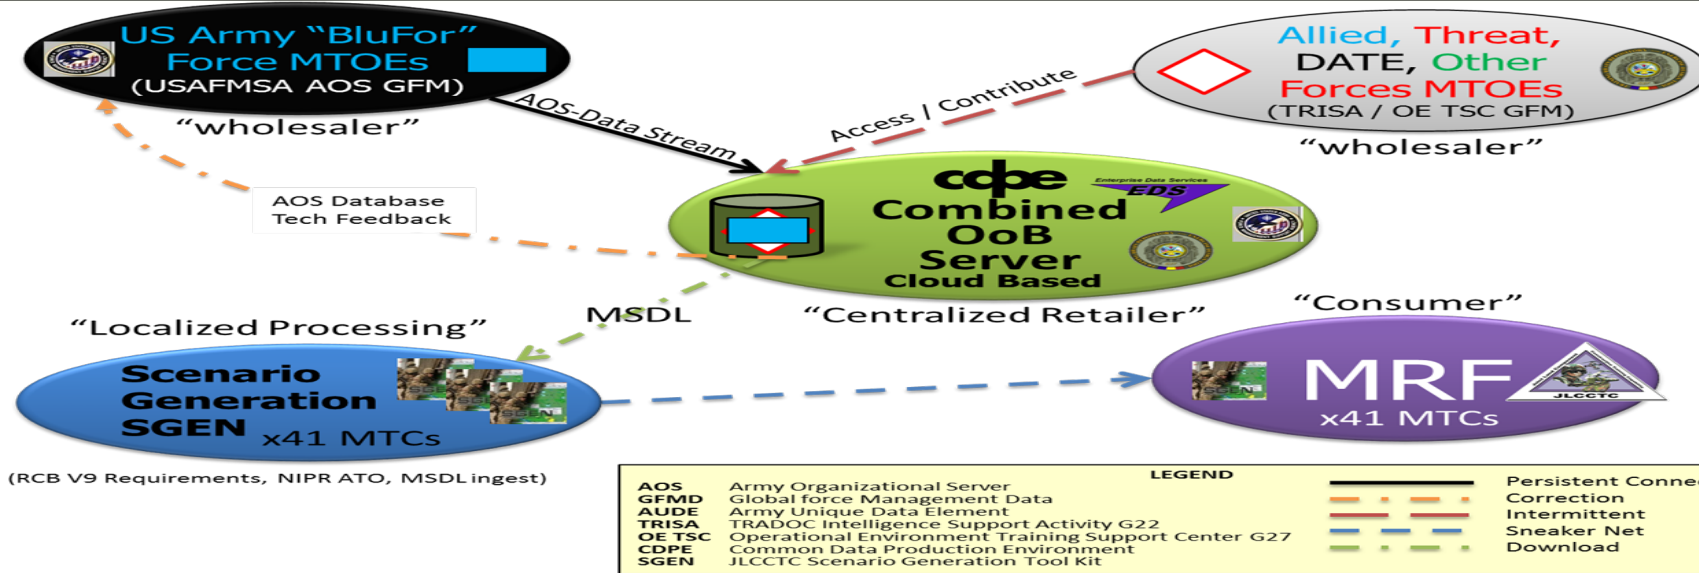 US Army “BluFor”
Force MTOEs
(USAFMSA AOS GFM)
“wholesaler”
Allied, Threat,
DATE, Other
Forces MTOEs
(TRISA / OE TSC GFM)
“wholesaler”
AOS-Data Stream
Access / Contribute
AOS Database
Tech Feedback
cdpe
Enterprise Data Services
EDS
Combined
OoB
Server
Cloud Based
MSDL
“Centralized Retailer”
“Consumer”
“Localized Processing”
Scenario
Generation
SGEN x41 MTCs
SGEN
MRF
x41 MTCs
JLCCTC
(RCB V9 Requirements, NIPR ATO, MSDL ingest)
LEGEND
AOS Army Organizational Server
GFMD Global force Management Data
AUDE Army Unique Data Element
TRISA TRADOC Intelligence Support Activity G22
OE TSC Operational Environment Training Support Center G27
CDPE Common Data Production Environment
SGEN JLCCTC Scenario Generation Tool Kit
Persistent Connec
Correction
Intermittent
Sneaker Net
Download